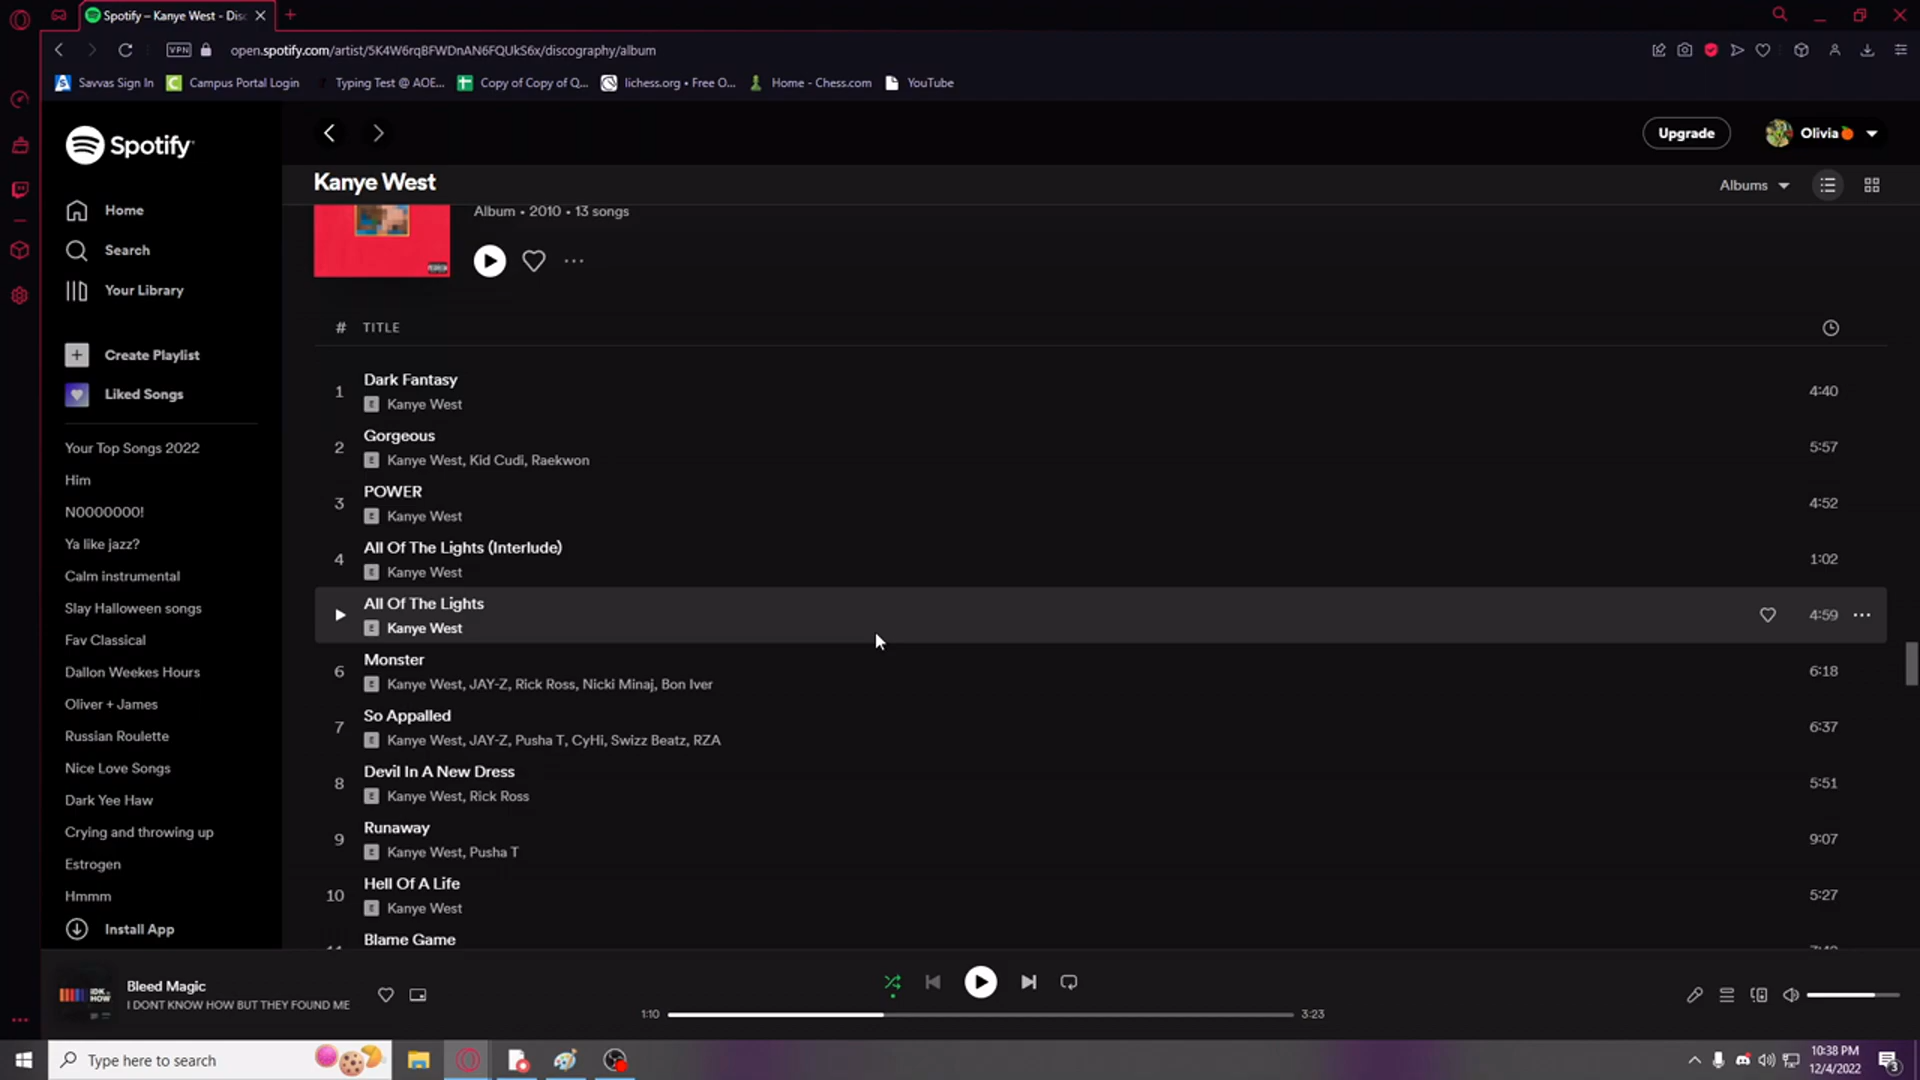 Spotify – Kanye West - Disc
VPN
open.spotify.com/artist/5K4W6rqBFWDnAN6FQUkS6x/discography/album
Savvas Sign In
Campus Portal Login
Typing Test @ AOE...
Copy of Copy of Q...
lichess.org • Free O...
Home - Chess.com
YouTube
Spotify
Upgrade
Olivia
Kanye West
Albums
Home
Search
Your Library
Create Playlist
Liked Songs
Your Top Songs 2022
Him
N0000000!
Ya like jazz?
Calm instrumental
Slay Halloween songs
Fav Classical
Dallon Weekes Hours
Oliver + James
Russian Roulette
Nice Love Songs
Dark Yee Haw
Crying and throwing up
Estrogen
Hmmm
Install App
Album • 2010 • 13 songs
# TITLE
1 Dark Fantasy 4:40
E Kanye West
2 Gorgeous 5:57
E Kanye West, Kid Cudi, Raekwon
3 POWER 4:52
E Kanye West
4 All Of The Lights (Interlude) 1:02
E Kanye West
All Of The Lights 4:59
E Kanye West
6 Monster 6:18
E Kanye West, JAY-Z, Rick Ross, Nicki Minaj, Bon Iver
7 So Appalled 6:37
E Kanye West, JAY-Z, Pusha T, CyHi, Swizz Beatz, RZA
8 Devil In A New Dress 5:51
E Kanye West, Rick Ross
9 Runaway 9:07
E Kanye West, Pusha T
10 Hell Of A Life 5:27
E Kanye West
Blame Game
iDK HOW
Bleed Magic
I DONT KNOW HOW BUT THEY FOUND ME
1:10
3:23
Type here to search
10:38 PM
12/4/2022
3